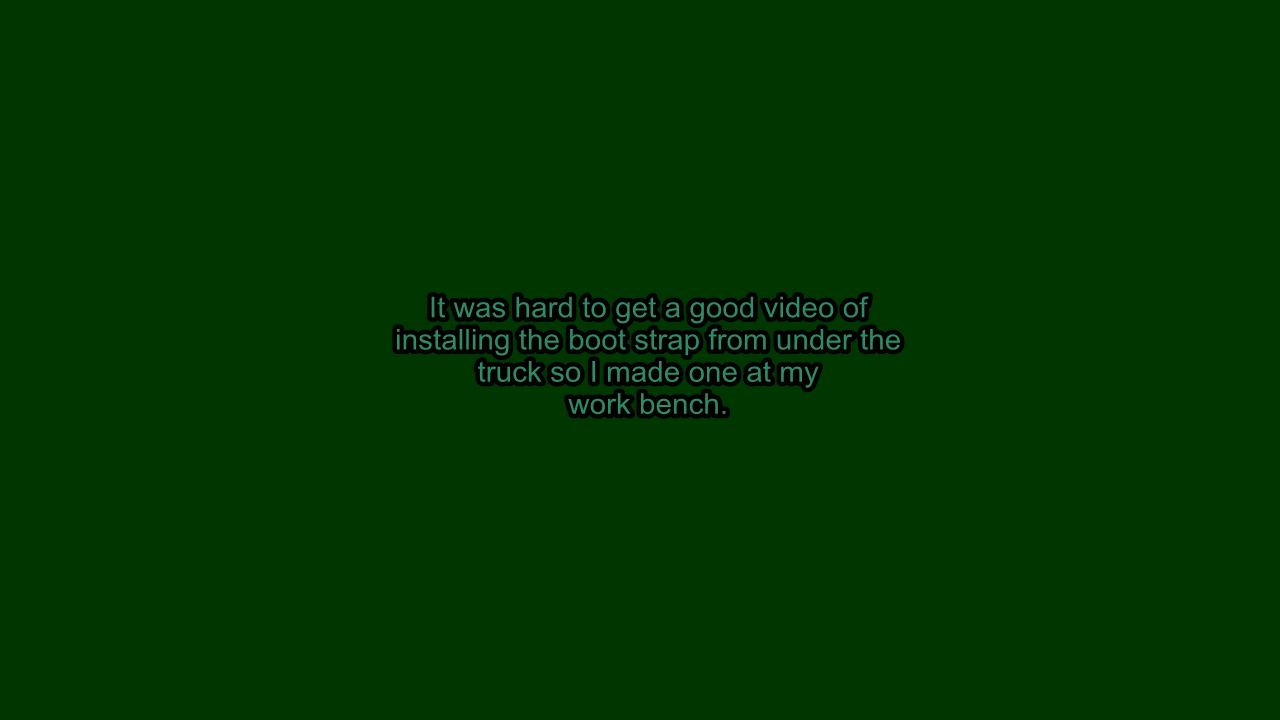 It was hard to get a good video of
installing the boot strap from under the
truck so I made one at my
work bench.